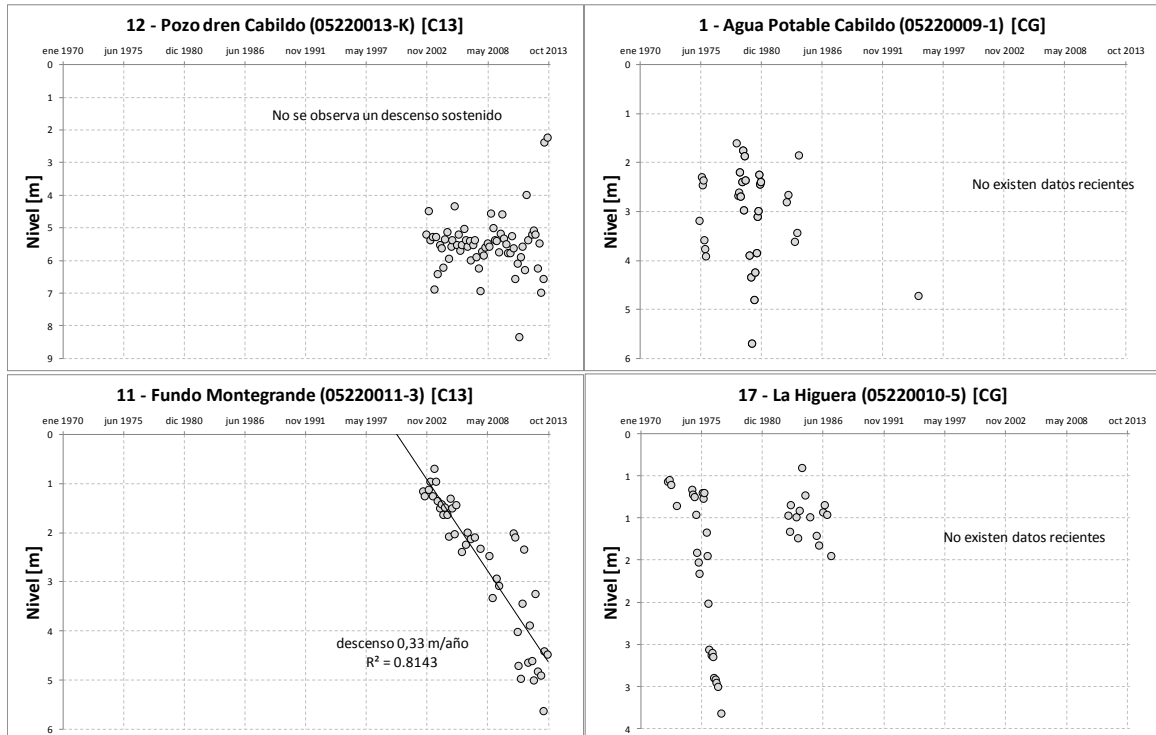 12 - Pozo dren Cabildo (05220013-K) [C13]
ene 1970 jun 1975 dic 1980 jun 1986 nov 1991 may 1997 nov 2002 may 2008 oct 2013
0
1
2
3
4
5
6
7
8
9
Nivel [m]
No se observa un descenso sostenido
1 - Agua Potable Cabildo (05220009-1) [CG]
ene 1970 jun 1975 dic 1980 jun 1986 nov 1991 may 1997 nov 2002 may 2008 oct 2013
0
1
2
3
4
5
6
Nivel [m]
No existen datos recientes
11 - Fundo Montegrande (05220011-3) [C13]
ene 1970 jun 1975 dic 1980 jun 1986 nov 1991 may 1997 nov 2002 may 2008 oct 2013
0
1
2
3
4
5
6
Nivel [m]
descenso 0,33 m/año
R² = 0.8143
17 - La Higuera (05220010-5) [CG]
ene 1970 jun 1975 dic 1980 jun 1986 nov 1991 may 1997 nov 2002 may 2008 oct 2013
0
1
1
2
2
3
3
4
Nivel [m]
No existen datos recientes